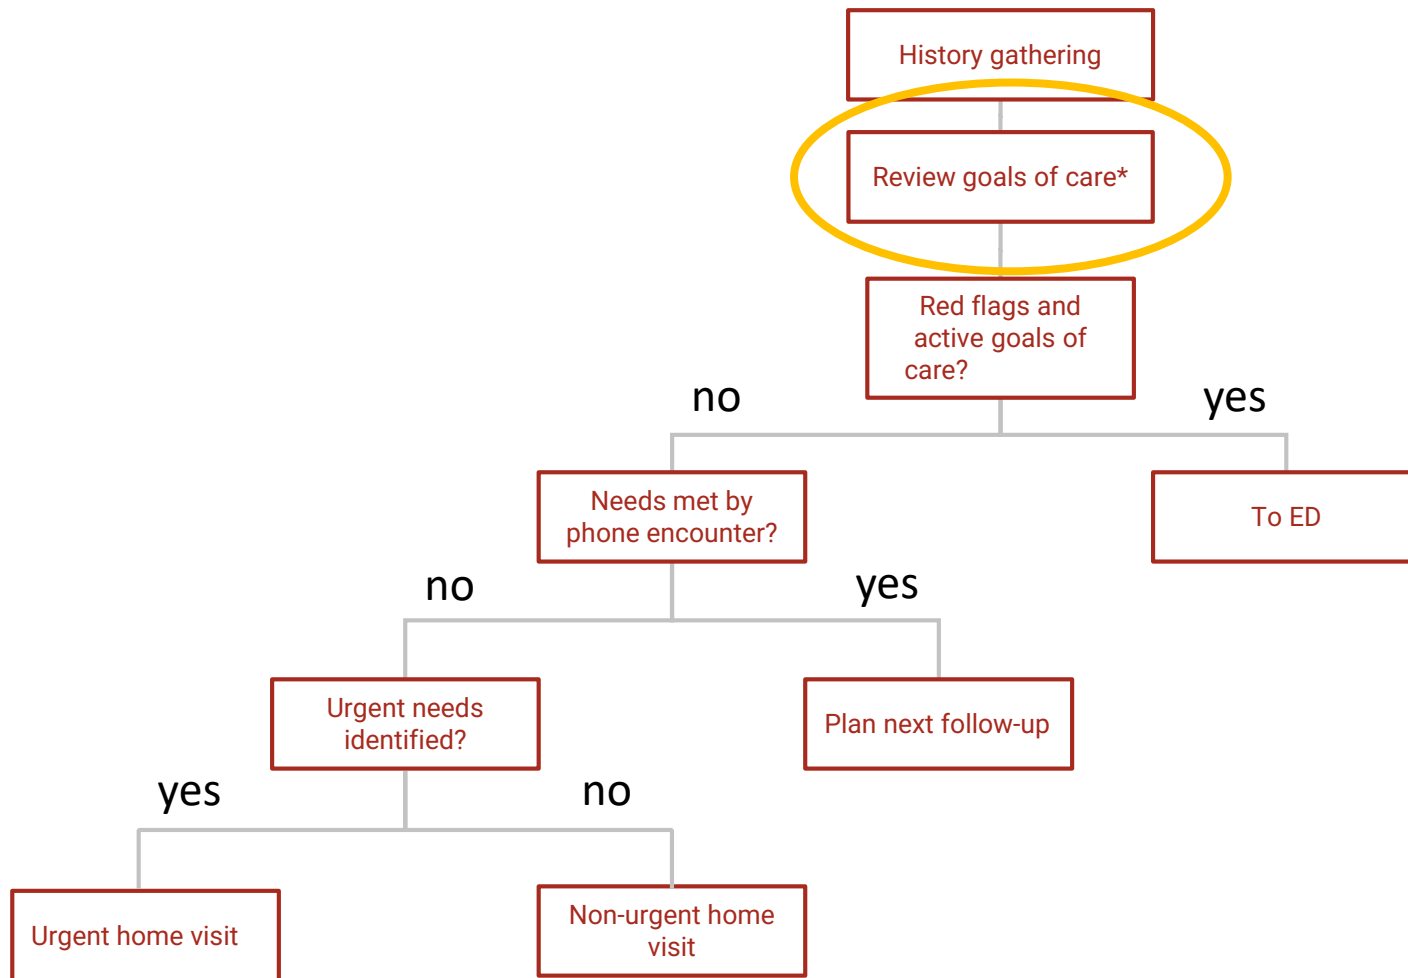 History gathering
Review goals of care*
Red flags and
active goals of
care?
no
yes
Needs met by
phone encounter?
To ED
no
yes
Urgent needs
identified?
Plan next follow-up
yes
no
Urgent home visit
Non-urgent home
visit